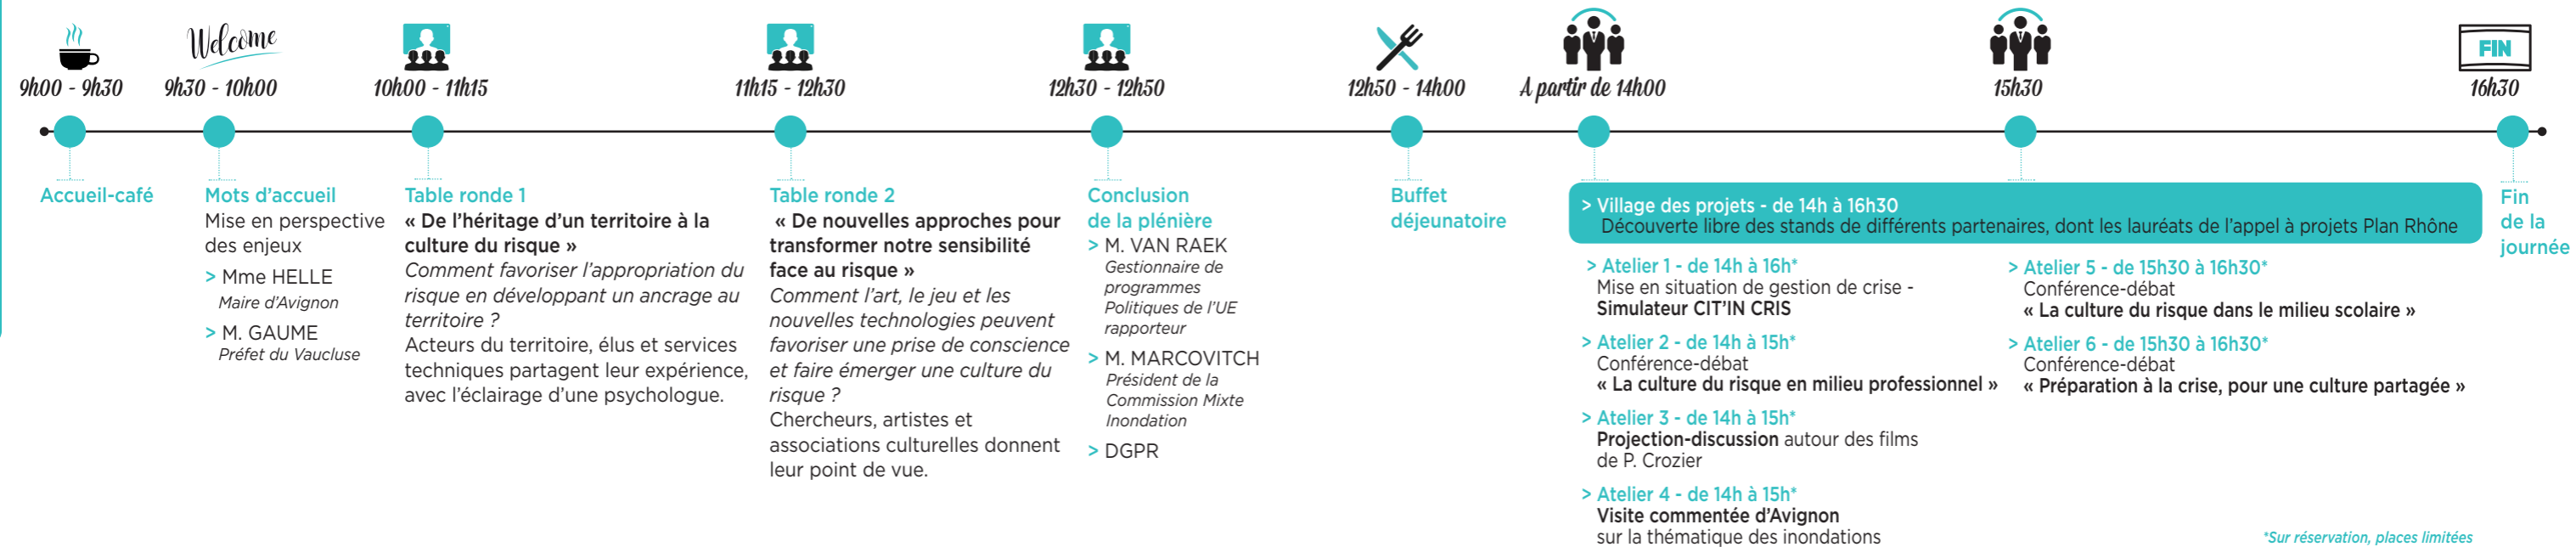 Welcome
FIN
9h00 - 9h30
9h30 - 10h00
10h00 - 11h15
11h15 - 12h30
12h30 - 12h50
12h50 - 14h00
A partir de 14h00
15h30
16h30
Accueil-café
Mots d'accueil
Mise en perspective
des enjeux
> Mme HELLE
Maire d'Avignon
> M. GAUME
Préfet du Vaucluse
Table ronde 1
« De l'héritage d'un territoire à la
culture du risque »
Comment favoriser l'appropriation du
risque en développant un ancrage au
territoire ?
Acteurs du territoire, élus et services
techniques partagent leur expérience,
avec l'éclairage d'une psychologue.
Table ronde 2
« De nouvelles approches pour
transformer notre sensibilité
face au risque »
Comment l'art, le jeu et les
nouvelles technologies peuvent
favoriser une prise de conscience
et faire émerger une culture du
risque ?
Chercheurs, artistes et
associations culturelles donnent
leur point de vue.
Conclusion
de la plénière
> M. VAN RAEK
Gestionnaire de
programmes
Politiques de l'UE
rapporteur
> M. MARCOVITCH
Président de la
Commission Mixte
Inondation
> DGPR
Buffet
déjeunatoire
> Village des projets - de 14h à 16h30
Découverte libre des stands de différents partenaires, dont les lauréats de l'appel à projets Plan Rhône
> Atelier 1 - de 14h à 16h*
Mise en situation de gestion de crise -
Simulateur CIT'IN CRIS
> Atelier 2 - de 14h à 15h*
Conférence-débat
« La culture du risque en milieu professionnel »
> Atelier 3 - de 14h à 15h*
Projection-discussion autour des films
de P. Crozier
> Atelier 4 - de 14h à 15h*
Visite commentée d'Avignon
sur la thématique des inondations
> Atelier 5 - de 15h30 à 16h30*
Conférence-débat
« La culture du risque dans le milieu scolaire »
> Atelier 6 - de 15h30 à 16h30*
Conférence-débat
« Préparation à la crise, pour une culture partagée »
Fin
de la
journée
*Sur réservation, places limitées